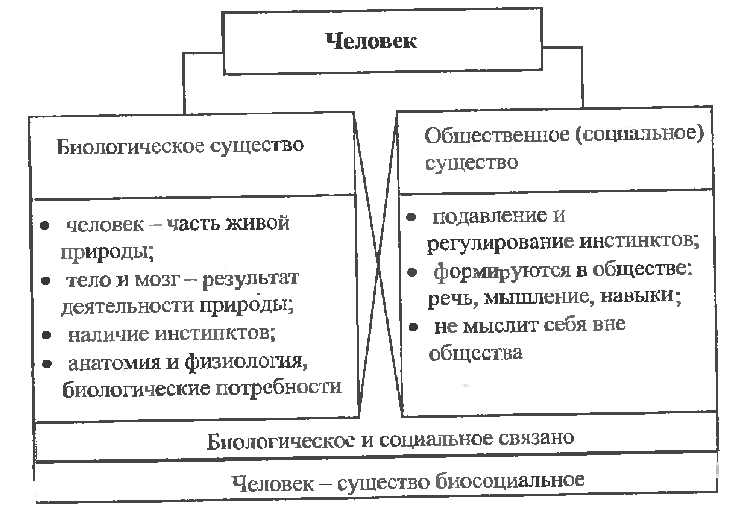 Человек
Биологическое существо
Общественное (социальное)
существо
• человек – часть живой
природы;
• тело и мозг – результат
деятельности природы;
• наличие инстинктов;
• анатомия и физиология,
биологические потребности
• подавление и
регулирование инстинктов;
• формируются в обществе:
речь, мышление, навыки;
• не мыслит себя вне
общества
Биологическое и социальное связано
Человек – существо биосоциальное